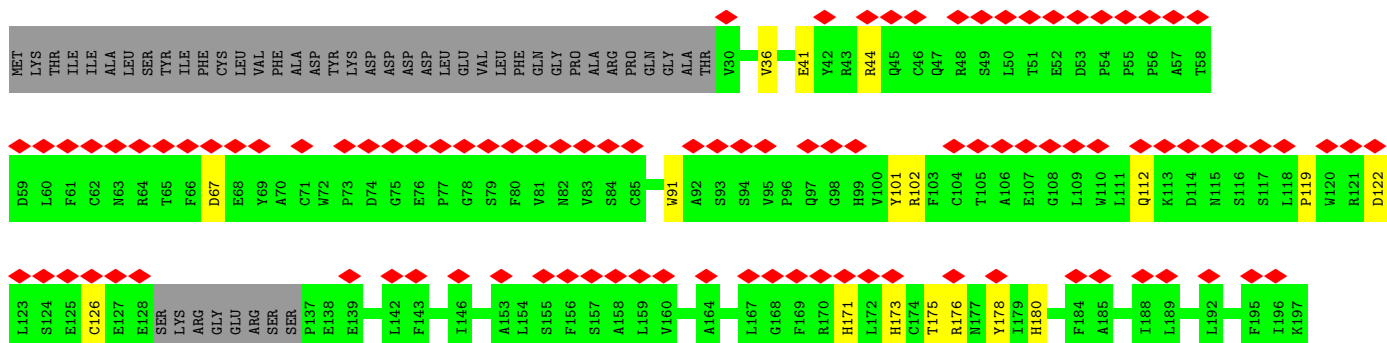 MET LYS THR ILE ILE ALA LEU SER TYR ILE PHE CYS LEU VAL PHE ALA ASP TYR LYS ASP ASP ASP ASP LEU GLU VAL LEU PHE GLN GLY PRO ALA ARG PRO GLN GLY ALA THR V30 V36 E41 Y42 R43 R44 Q45 C46 Q47 R48 S49 L50 T51 E52 D53 P54 P55 P56 A57 T58
D59 L60 F61 C62 N63 R64 T65 F66 D67 E68 Y69 A70 C71 W72 P73 D74 G75 E76 P77 G78 S79 F80 V81 N82 V83 S84 C85 W91 A92 S93 S94 V95 P96 Q97 G98 H99 V100 Y101 R102 F103 C104 T105 A106 E107 G108 L109 W110 L111 Q112 K113 D114 N115 S116 S117 L118 P119 W120 R121 D122
L123 S124 E125 C126 E127 E128 SER LYS ARG GLY GLU ARG SER SER P137 E138 E139 L142 F143 I146 A153 L154 S155 F156 S157 A158 L159 V160 A164 L167 G168 F169 R170 H171 L172 H173 C174 T175 R176 N177 Y178 I179 H180 F184 A185 I188 L189 L192 F195 I196 K197